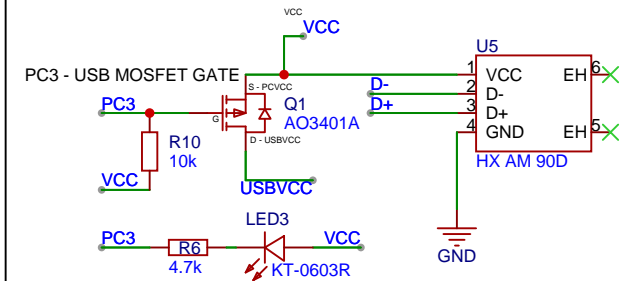 VCC
VCC
U5
PC3 - USB MOSFET GATE
1 VCC EH 6
D- 2 D-
S - PCVCC
PC3
G
Q1
AO3401A
D+ 3 D+
4 GND EH 5
HX AM 90D
D - USBVCC
R10
10k
VCC
USBVCC
GND
LED3
PC3 R6 VCC
4.7k
KT-0603R